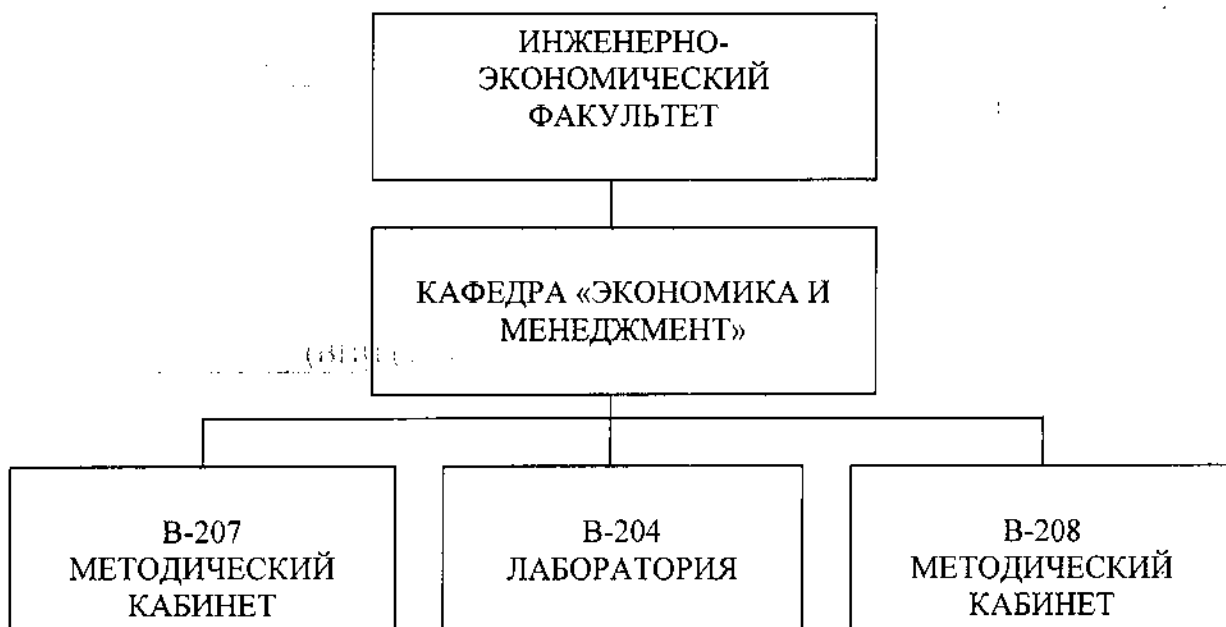 ИНЖЕНЕРНО-
ЭКОНОМИЧЕСКИЙ
ФАКУЛЬТЕТ
КАФЕДРА «ЭКОНОМИКА И
МЕНЕДЖМЕНТ»
В-207
МЕТОДИЧЕСКИЙ
КАБИНЕТ
В-204
ЛАБОРАТОРИЯ
В-208
МЕТОДИЧЕСКИЙ
КАБИНЕТ